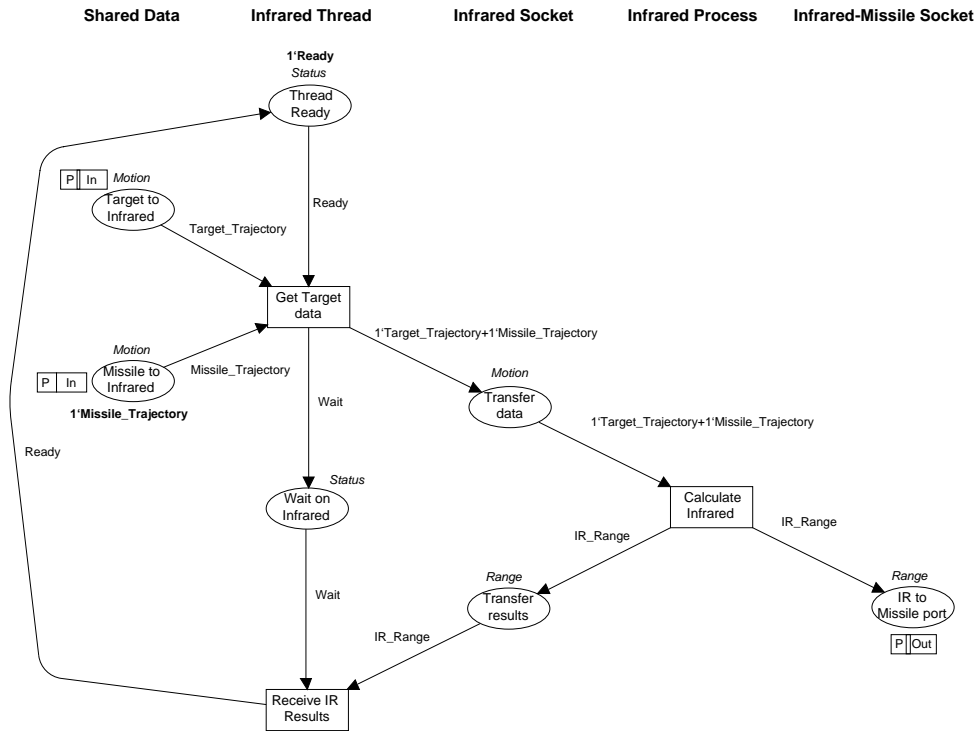 Shared Data Infrared Thread Infrared Socket Infrared Process Infrared-Missile Socket
1‘Ready
Status
Thread
Ready
P In Motion
Target to
Infrared
Ready
Target_Trajectory
Get Target
data
1‘Target_Trajectory+1‘Missile_Trajectory
Motion
P In
Missile to
Infrared
Missile_Trajectory
1‘Missile_Trajectory
Motion
Transfer
data
Wait
1‘Target_Trajectory+1‘Missile_Trajectory
Ready
Status
Wait on
Infrared
Calculate
Infrared
IR_Range
IR_Range
Range
Transfer
results
Range
IR to
Missile port
P Out
Wait
IR_Range
Receive IR
Results